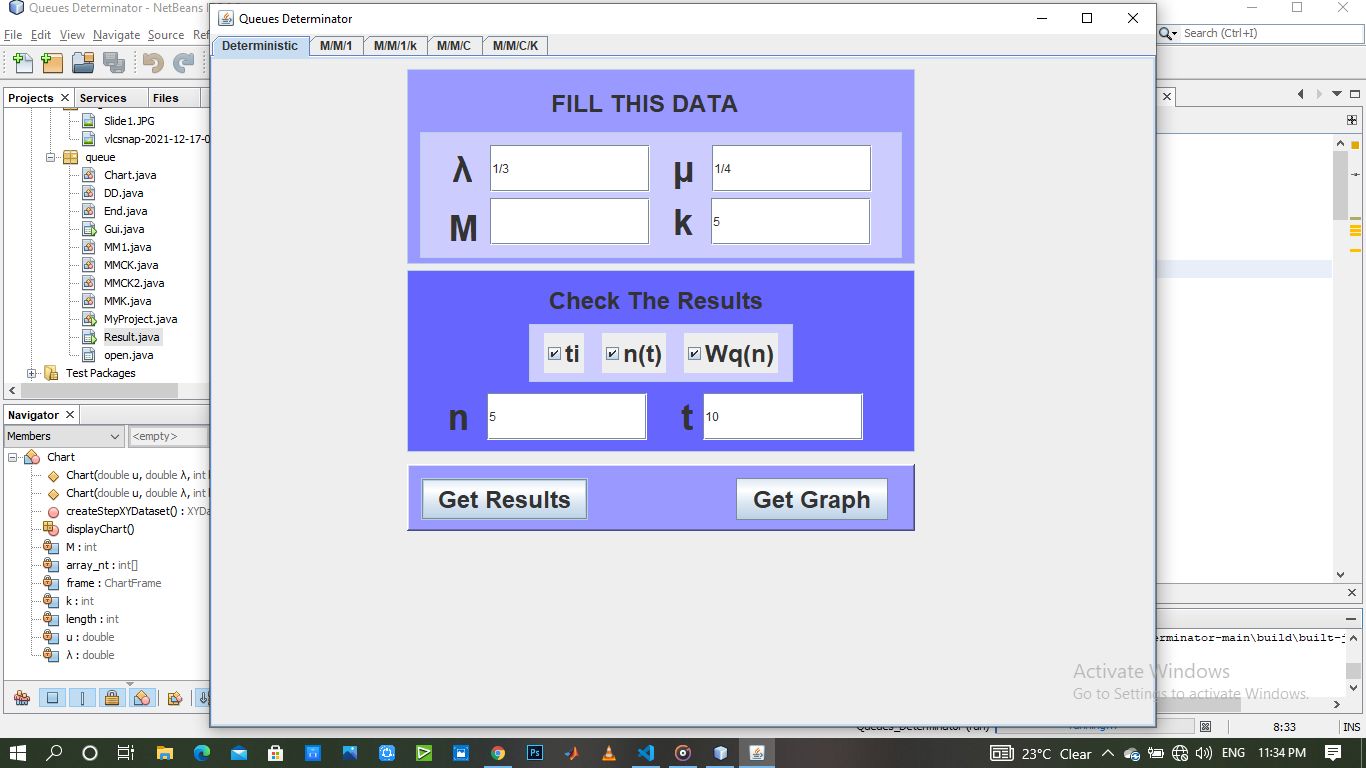 Queues Determinator - NetBeans
Queues Determinator
File Edit View Navigate Source Ref
Search (Ctrl+I)
Deterministic M/M/1 M/M/1/k M/M/C M/M/C/K
Projects Services Files
Slide1.JPG
vlcsnap-2021-12-17-0
queue
Chart.java
DD.java
End.java
Gui.java
MM1.java
MMCK.java
MMCK2.java
MMK.java
MyProject.java
Result.java
open.java
Test Packages
Navigator
Members <empty>
Chart
Chart(double u, double λ, int
Chart(double u, double λ, int
createStepXYDataset() : XYDa
displayChart()
M : int
array_nt : int[]
frame : ChartFrame
k : int
length : int
u : double
λ : double
FILL THIS DATA
λ 1/3 μ 1/4
M k 5
Check The Results
ti n(t) Wq(n)
n 5 t 10
Get Results Get Graph
erminator-main\build\built-j
Activate Windows
Go to Settings to activate Windows.
Queues_Determinator (run) running...
8:33 INS
Ps
23°C Clear ENG 11:34 PM